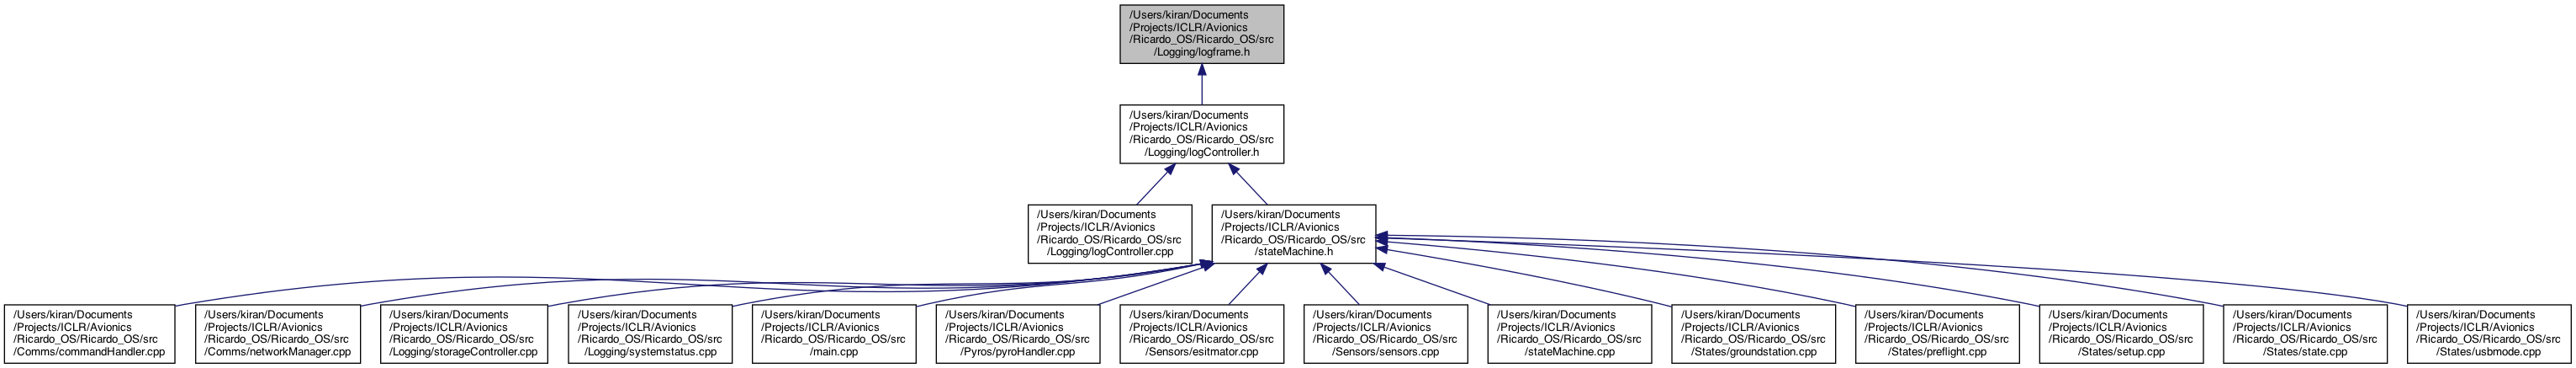 /Users/kiran/Documents
/Projects/ICLR/Avionics
/Ricardo_OS/Ricardo_OS/src
/Logging/logframe.h
/Users/kiran/Documents
/Projects/ICLR/Avionics
/Ricardo_OS/Ricardo_OS/src
/Logging/logController.h
/Users/kiran/Documents
/Projects/ICLR/Avionics
/Ricardo_OS/Ricardo_OS/src
/Logging/logController.cpp
/Users/kiran/Documents
/Projects/ICLR/Avionics
/Ricardo_OS/Ricardo_OS/src
/stateMachine.h
/Users/kiran/Documents
/Projects/ICLR/Avionics
/Ricardo_OS/Ricardo_OS/src
/Comms/commandHandler.cpp
/Users/kiran/Documents
/Projects/ICLR/Avionics
/Ricardo_OS/Ricardo_OS/src
/Comms/networkManager.cpp
/Users/kiran/Documents
/Projects/ICLR/Avionics
/Ricardo_OS/Ricardo_OS/src
/Logging/storageController.cpp
/Users/kiran/Documents
/Projects/ICLR/Avionics
/Ricardo_OS/Ricardo_OS/src
/Logging/systemstatus.cpp
/Users/kiran/Documents
/Projects/ICLR/Avionics
/Ricardo_OS/Ricardo_OS/src
/main.cpp
/Users/kiran/Documents
/Projects/ICLR/Avionics
/Ricardo_OS/Ricardo_OS/src
/Pyros/pyroHandler.cpp
/Users/kiran/Documents
/Projects/ICLR/Avionics
/Ricardo_OS/Ricardo_OS/src
/Sensors/esitmator.cpp
/Users/kiran/Documents
/Projects/ICLR/Avionics
/Ricardo_OS/Ricardo_OS/src
/Sensors/sensors.cpp
/Users/kiran/Documents
/Projects/ICLR/Avionics
/Ricardo_OS/Ricardo_OS/src
/stateMachine.cpp
/Users/kiran/Documents
/Projects/ICLR/Avionics
/Ricardo_OS/Ricardo_OS/src
/States/groundstation.cpp
/Users/kiran/Documents
/Projects/ICLR/Avionics
/Ricardo_OS/Ricardo_OS/src
/States/preflight.cpp
/Users/kiran/Documents
/Projects/ICLR/Avionics
/Ricardo_OS/Ricardo_OS/src
/States/setup.cpp
/Users/kiran/Documents
/Projects/ICLR/Avionics
/Ricardo_OS/Ricardo_OS/src
/States/state.cpp
/Users/kiran/Documents
/Projects/ICLR/Avionics
/Ricardo_OS/Ricardo_OS/src
/States/usbmode.cpp